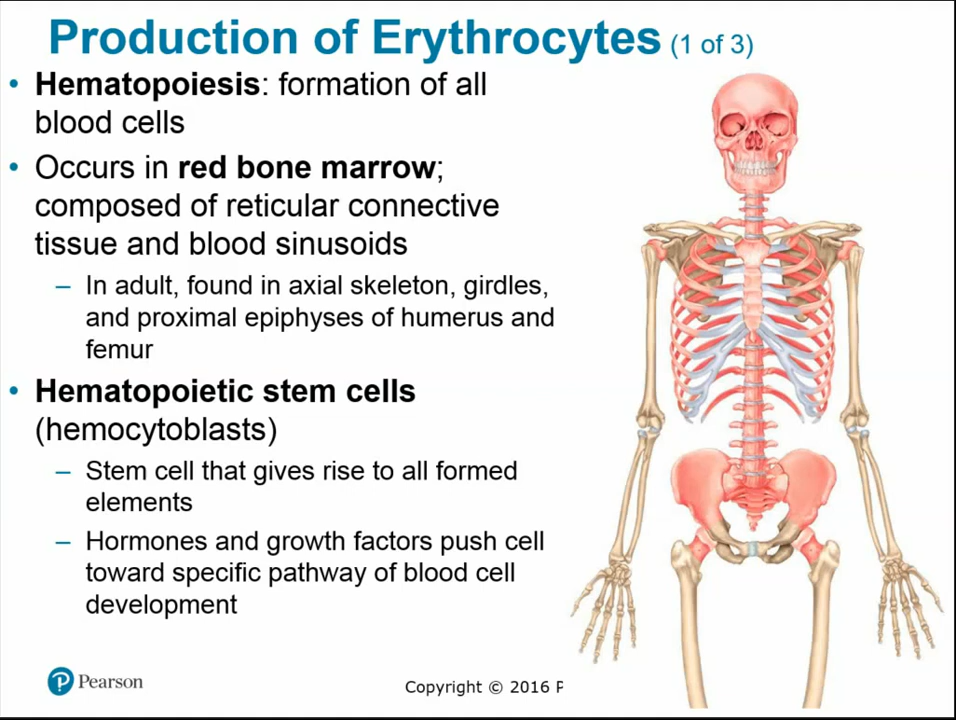 Production of Erythrocytes (1 of 3)
• Hematopoiesis: formation of all
blood cells
• Occurs in red bone marrow;
composed of reticular connective
tissue and blood sinusoids
– In adult, found in axial skeleton, girdles,
and proximal epiphyses of humerus and
femur
• Hematopoietic stem cells
(hemocytoblasts)
– Stem cell that gives rise to all formed
elements
– Hormones and growth factors push cell
toward specific pathway of blood cell
development
P Pearson
Copyright © 2016 P